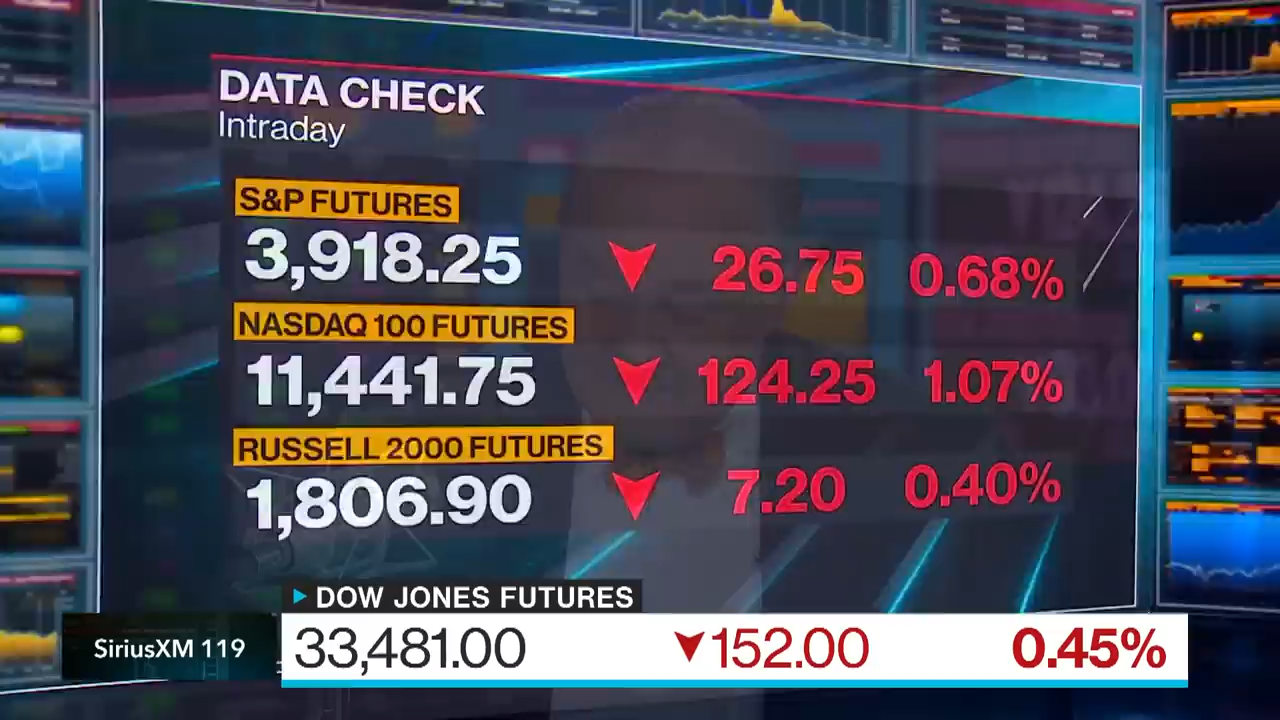 DATA CHECK
Intraday
S&P FUTURES
3,918.25 26.75 0.68%
NASDAQ 100 FUTURES
11,441.75 124.25 1.07%
RUSSELL 2000 FUTURES
1,806.90 7.20 0.40%
DOW JONES FUTURES
SiriusXM 119 33,481.00 152.00 0.45%